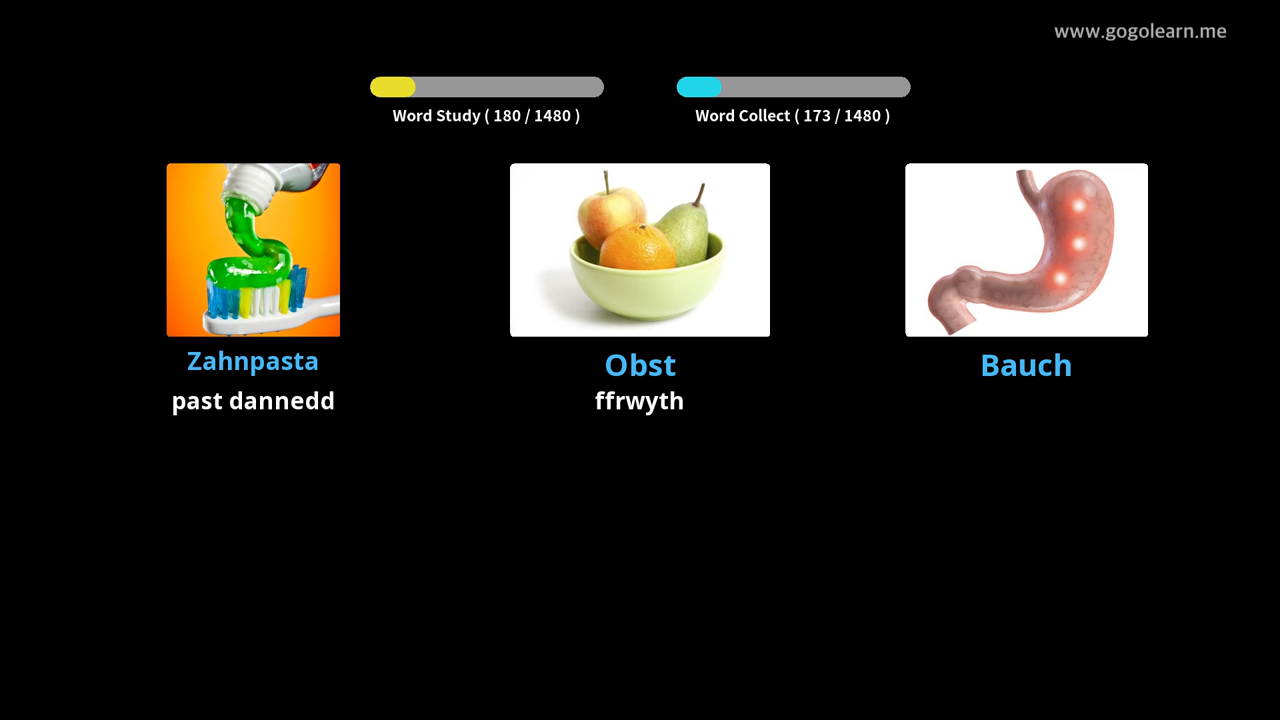 www.gogolearn.me
Word Study ( 180 / 1480 )
Word Collect ( 173 / 1480 )
Zahnpasta
past dannedd
Obst
ffrwyth
Bauch